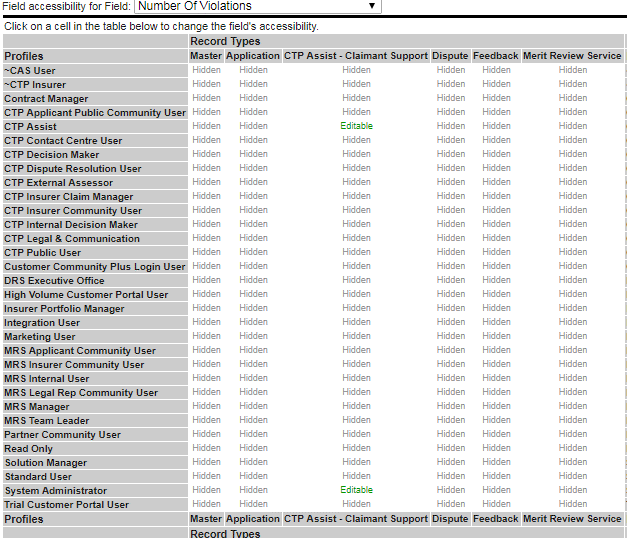 Field accessibility for Field: Number Of Violations
Click on a cell in the table below to change the field's accessibility.
Record Types
Profiles Master Application CTP Assist - Claimant Support Dispute Feedback Merit Review Service
~CAS User Hidden Hidden Hidden Hidden Hidden Hidden
~CTP Insurer Hidden Hidden Hidden Hidden Hidden Hidden
Contract Manager Hidden Hidden Hidden Hidden Hidden Hidden
CTP Applicant Public Community User Hidden Hidden Hidden Hidden Hidden Hidden
CTP Assist Hidden Hidden Editable Hidden Hidden Hidden
CTP Contact Centre User Hidden Hidden Hidden Hidden Hidden Hidden
CTP Decision Maker Hidden Hidden Hidden Hidden Hidden Hidden
CTP Dispute Resolution User Hidden Hidden Hidden Hidden Hidden Hidden
CTP External Assessor Hidden Hidden Hidden Hidden Hidden Hidden
CTP Insurer Claim Manager Hidden Hidden Hidden Hidden Hidden Hidden
CTP Insurer Community User Hidden Hidden Hidden Hidden Hidden Hidden
CTP Internal Decision Maker Hidden Hidden Hidden Hidden Hidden Hidden
CTP Legal & Communication Hidden Hidden Hidden Hidden Hidden Hidden
CTP Public User Hidden Hidden Hidden Hidden Hidden Hidden
Customer Community Plus Login User Hidden Hidden Hidden Hidden Hidden Hidden
DRS Executive Office Hidden Hidden Hidden Hidden Hidden Hidden
High Volume Customer Portal User Hidden Hidden Hidden Hidden Hidden Hidden
Insurer Portfolio Manager Hidden Hidden Hidden Hidden Hidden Hidden
Integration User Hidden Hidden Hidden Hidden Hidden Hidden
Marketing User Hidden Hidden Hidden Hidden Hidden Hidden
MRS Applicant Community User Hidden Hidden Hidden Hidden Hidden Hidden
MRS Insurer Community User Hidden Hidden Hidden Hidden Hidden Hidden
MRS Internal User Hidden Hidden Hidden Hidden Hidden Hidden
MRS Legal Rep Community User Hidden Hidden Hidden Hidden Hidden Hidden
MRS Manager Hidden Hidden Hidden Hidden Hidden Hidden
MRS Team Leader Hidden Hidden Hidden Hidden Hidden Hidden
Partner Community User Hidden Hidden Hidden Hidden Hidden Hidden
Read Only Hidden Hidden Hidden Hidden Hidden Hidden
Solution Manager Hidden Hidden Hidden Hidden Hidden Hidden
Standard User Hidden Hidden Hidden Hidden Hidden Hidden
System Administrator Hidden Hidden Editable Hidden Hidden Hidden
Trial Customer Portal User Hidden Hidden Hidden Hidden Hidden Hidden
Profiles Master Application CTP Assist - Claimant Support Dispute Feedback Merit Review Service
Record Types